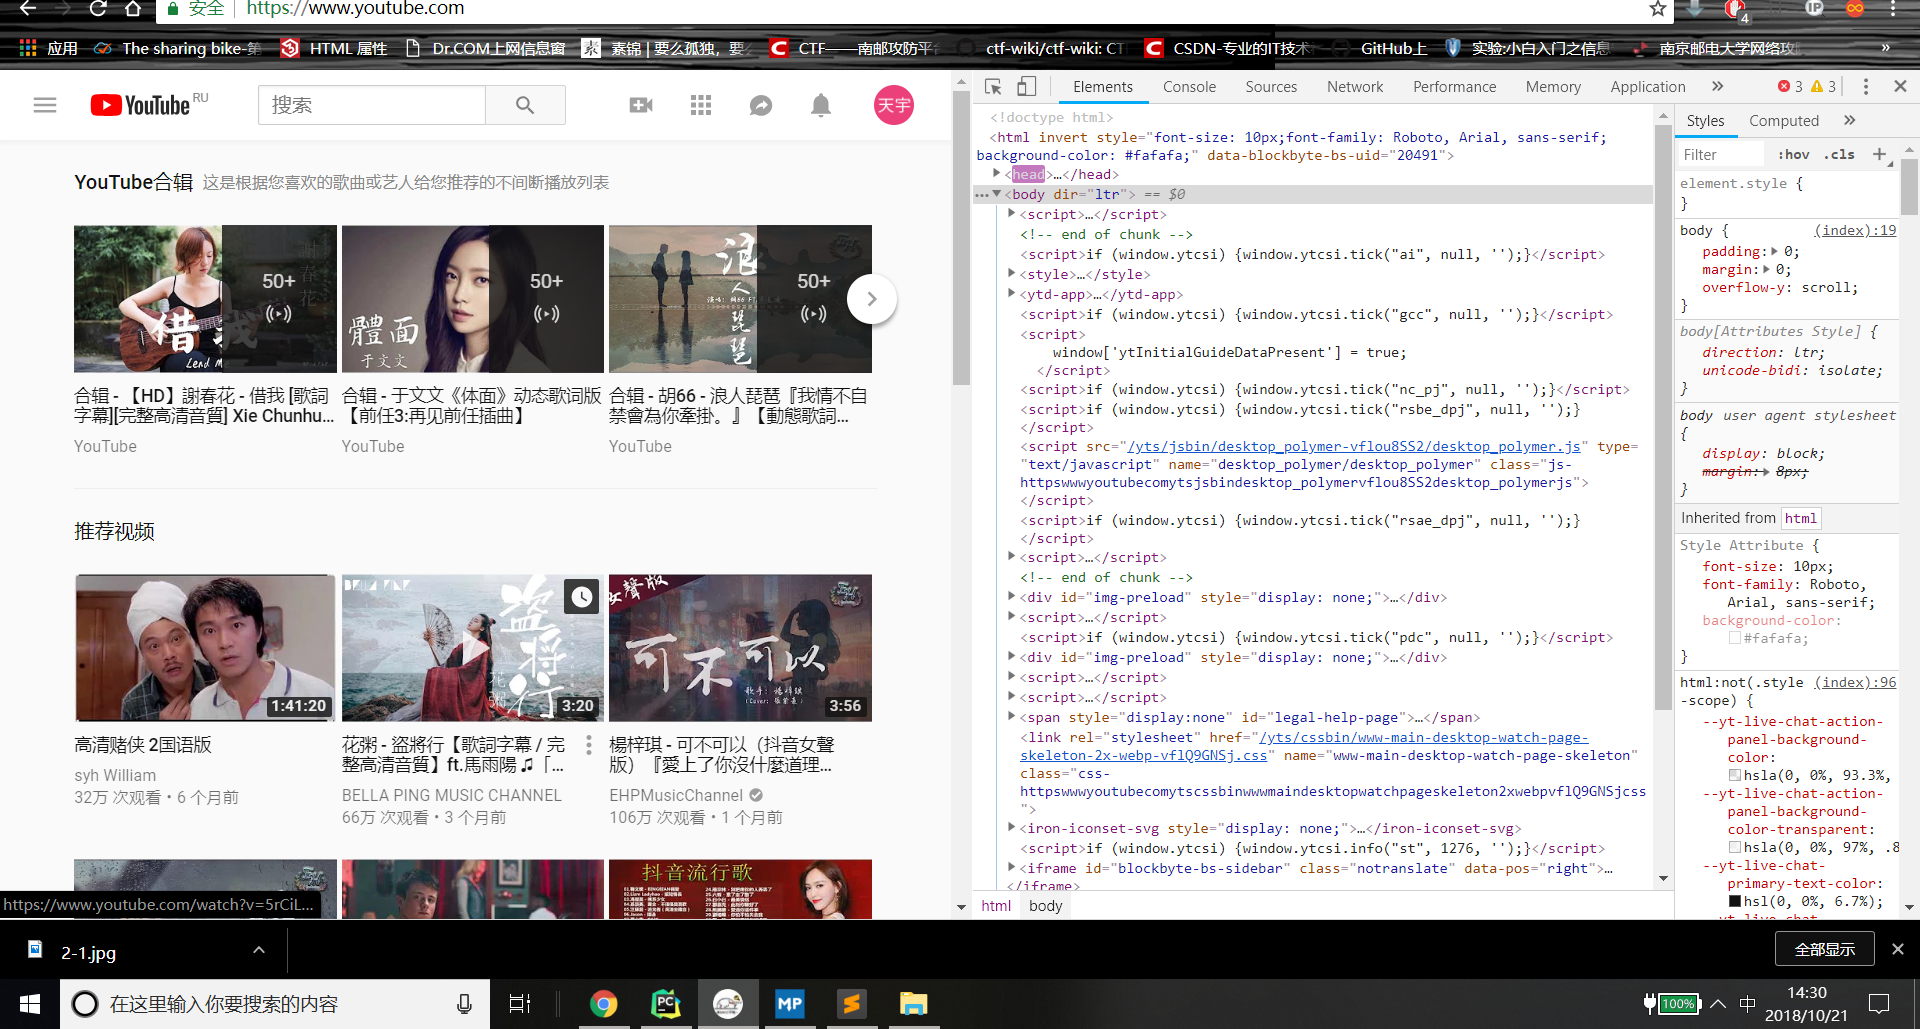 安全 https://www.youtube.com
4
应用 The sharing bike-第 HTML 属性 Dr.COM上网信息窗 素锦 | 要么孤独，要么 CTF——南邮攻防平台 ctf-wiki/ctf-wiki: CT CSDN-专业的IT技术 GitHub上 实验:小白入门之信息 南京邮电大学网络攻防 »
YouTube RU 搜索 天宇
YouTube合辑 这是根据您喜欢的歌曲或艺人给您推荐的不间断播放列表
50+ 50+ 50+
借我
Lend M
體面
于文文
浪人琵琶
合辑 - 【HD】謝春花 - 借我 [歌詞
字幕][完整高清音質] Xie Chunhu...
YouTube
合辑 - 于文文《体面》动态歌词版
【前任3:再见前任插曲】
YouTube
合辑 - 胡66 - 浪人琵琶『我情不自
禁會為你牽掛。』【動態歌詞...
YouTube
推荐视频
1:41:20
盗将行
花粥
3:20
女聲版
可不可以
3:56
高清赌侠 2国语版
syh William
32万 次观看 • 6 个月前
花粥 - 盜將行【歌詞字幕 / 完
整高清音質】ft.馬雨陽 ♫「...
BELLA PING MUSIC CHANNEL
66万 次观看 • 3 个月前
楊梓琪 - 可不可以（抖音女聲
版）『愛上了你沒什麼道理...
EHPMusicChannel
106万 次观看 • 1 个月前
抖音流行歌
https://www.youtube.com/watch?v=5rCiL...
Elements Console Sources Network Performance Memory Application » 3 3
<!doctype html>
<html invert style="font-size: 10px;font-family: Roboto, Arial, sans-serif;
background-color: #fafafa;" data-blockbyte-bs-uid="20491">
<head>…</head>
…<body dir="ltr"> == $0
<script>…</script>
<!-- end of chunk -->
<script>if (window.ytcsi) {window.ytcsi.tick("ai", null, '');}</script>
<style>…</style>
<ytd-app>…</ytd-app>
<script>if (window.ytcsi) {window.ytcsi.tick("gcc", null, '');}</script>
<script>
window['ytInitialGuideDataPresent'] = true;
</script>
<script>if (window.ytcsi) {window.ytcsi.tick("nc_pj", null, '');}</script>
<script>if (window.ytcsi) {window.ytcsi.tick("rsbe_dpj", null, '');}
</script>
<script src="/yts/jsbin/desktop_polymer-vflou8SS2/desktop_polymer.js" type=
"text/javascript" name="desktop_polymer/desktop_polymer" class="js-
httpswwwyoutubecomytsjsbindesktop_polymervflou8SS2desktop_polymerjs">
</script>
<script>if (window.ytcsi) {window.ytcsi.tick("rsae_dpj", null, '');}
</script>
<script>…</script>
<!-- end of chunk -->
<div id="img-preload" style="display: none;">…</div>
<script>…</script>
<script>if (window.ytcsi) {window.ytcsi.tick("pdc", null, '');}</script>
<div id="img-preload" style="display: none;">…</div>
<script>…</script>
<script>…</script>
<span style="display:none" id="legal-help-page">…</span>
<link rel="stylesheet" href="/yts/cssbin/www-main-desktop-watch-page-
skeleton-2x-webp-vflQ9GNSj.css" name="www-main-desktop-watch-page-skeleton"
class="css-
httpswwwyoutubecomytscssbinwwwmaindesktopwatchpageskeleton2xwebpvflQ9GNSjcss
">
<iron-iconset-svg style="display: none;">…</iron-iconset-svg>
<script>if (window.ytcsi) {window.ytcsi.info("st", 1276, '');}</script>
<iframe id="blockbyte-bs-sidebar" class="notranslate" data-pos="right">…
</iframe>
html body
Styles Computed »
Filter :hov .cls +
element.style {
}
body { (index):19
padding: 0;
margin: 0;
overflow-y: scroll;
}
body[Attributes Style] {
direction: ltr;
unicode-bidi: isolate;
}
body user agent stylesheet
{
display: block;
margin: 8px;
}
Inherited from html
Style Attribute {
font-size: 10px;
font-family: Roboto,
Arial, sans-serif;
background-color:
#fafafa;
}
html:not(.style (index):96
-scope) {
--yt-live-chat-action-
panel-background-
color:
hsla(0, 0%, 93.3%,
--yt-live-chat-action-
panel-background-
color-transparent:
hsla(0, 0%, 97%, .8
--yt-live-chat-
primary-text-color:
hsl(0, 0%, 6.7%);
--yt-live-chat-
2-1.jpg 全部显示
在这里输入你要搜索的内容 PC MP 100% 中 14:30
2018/10/21